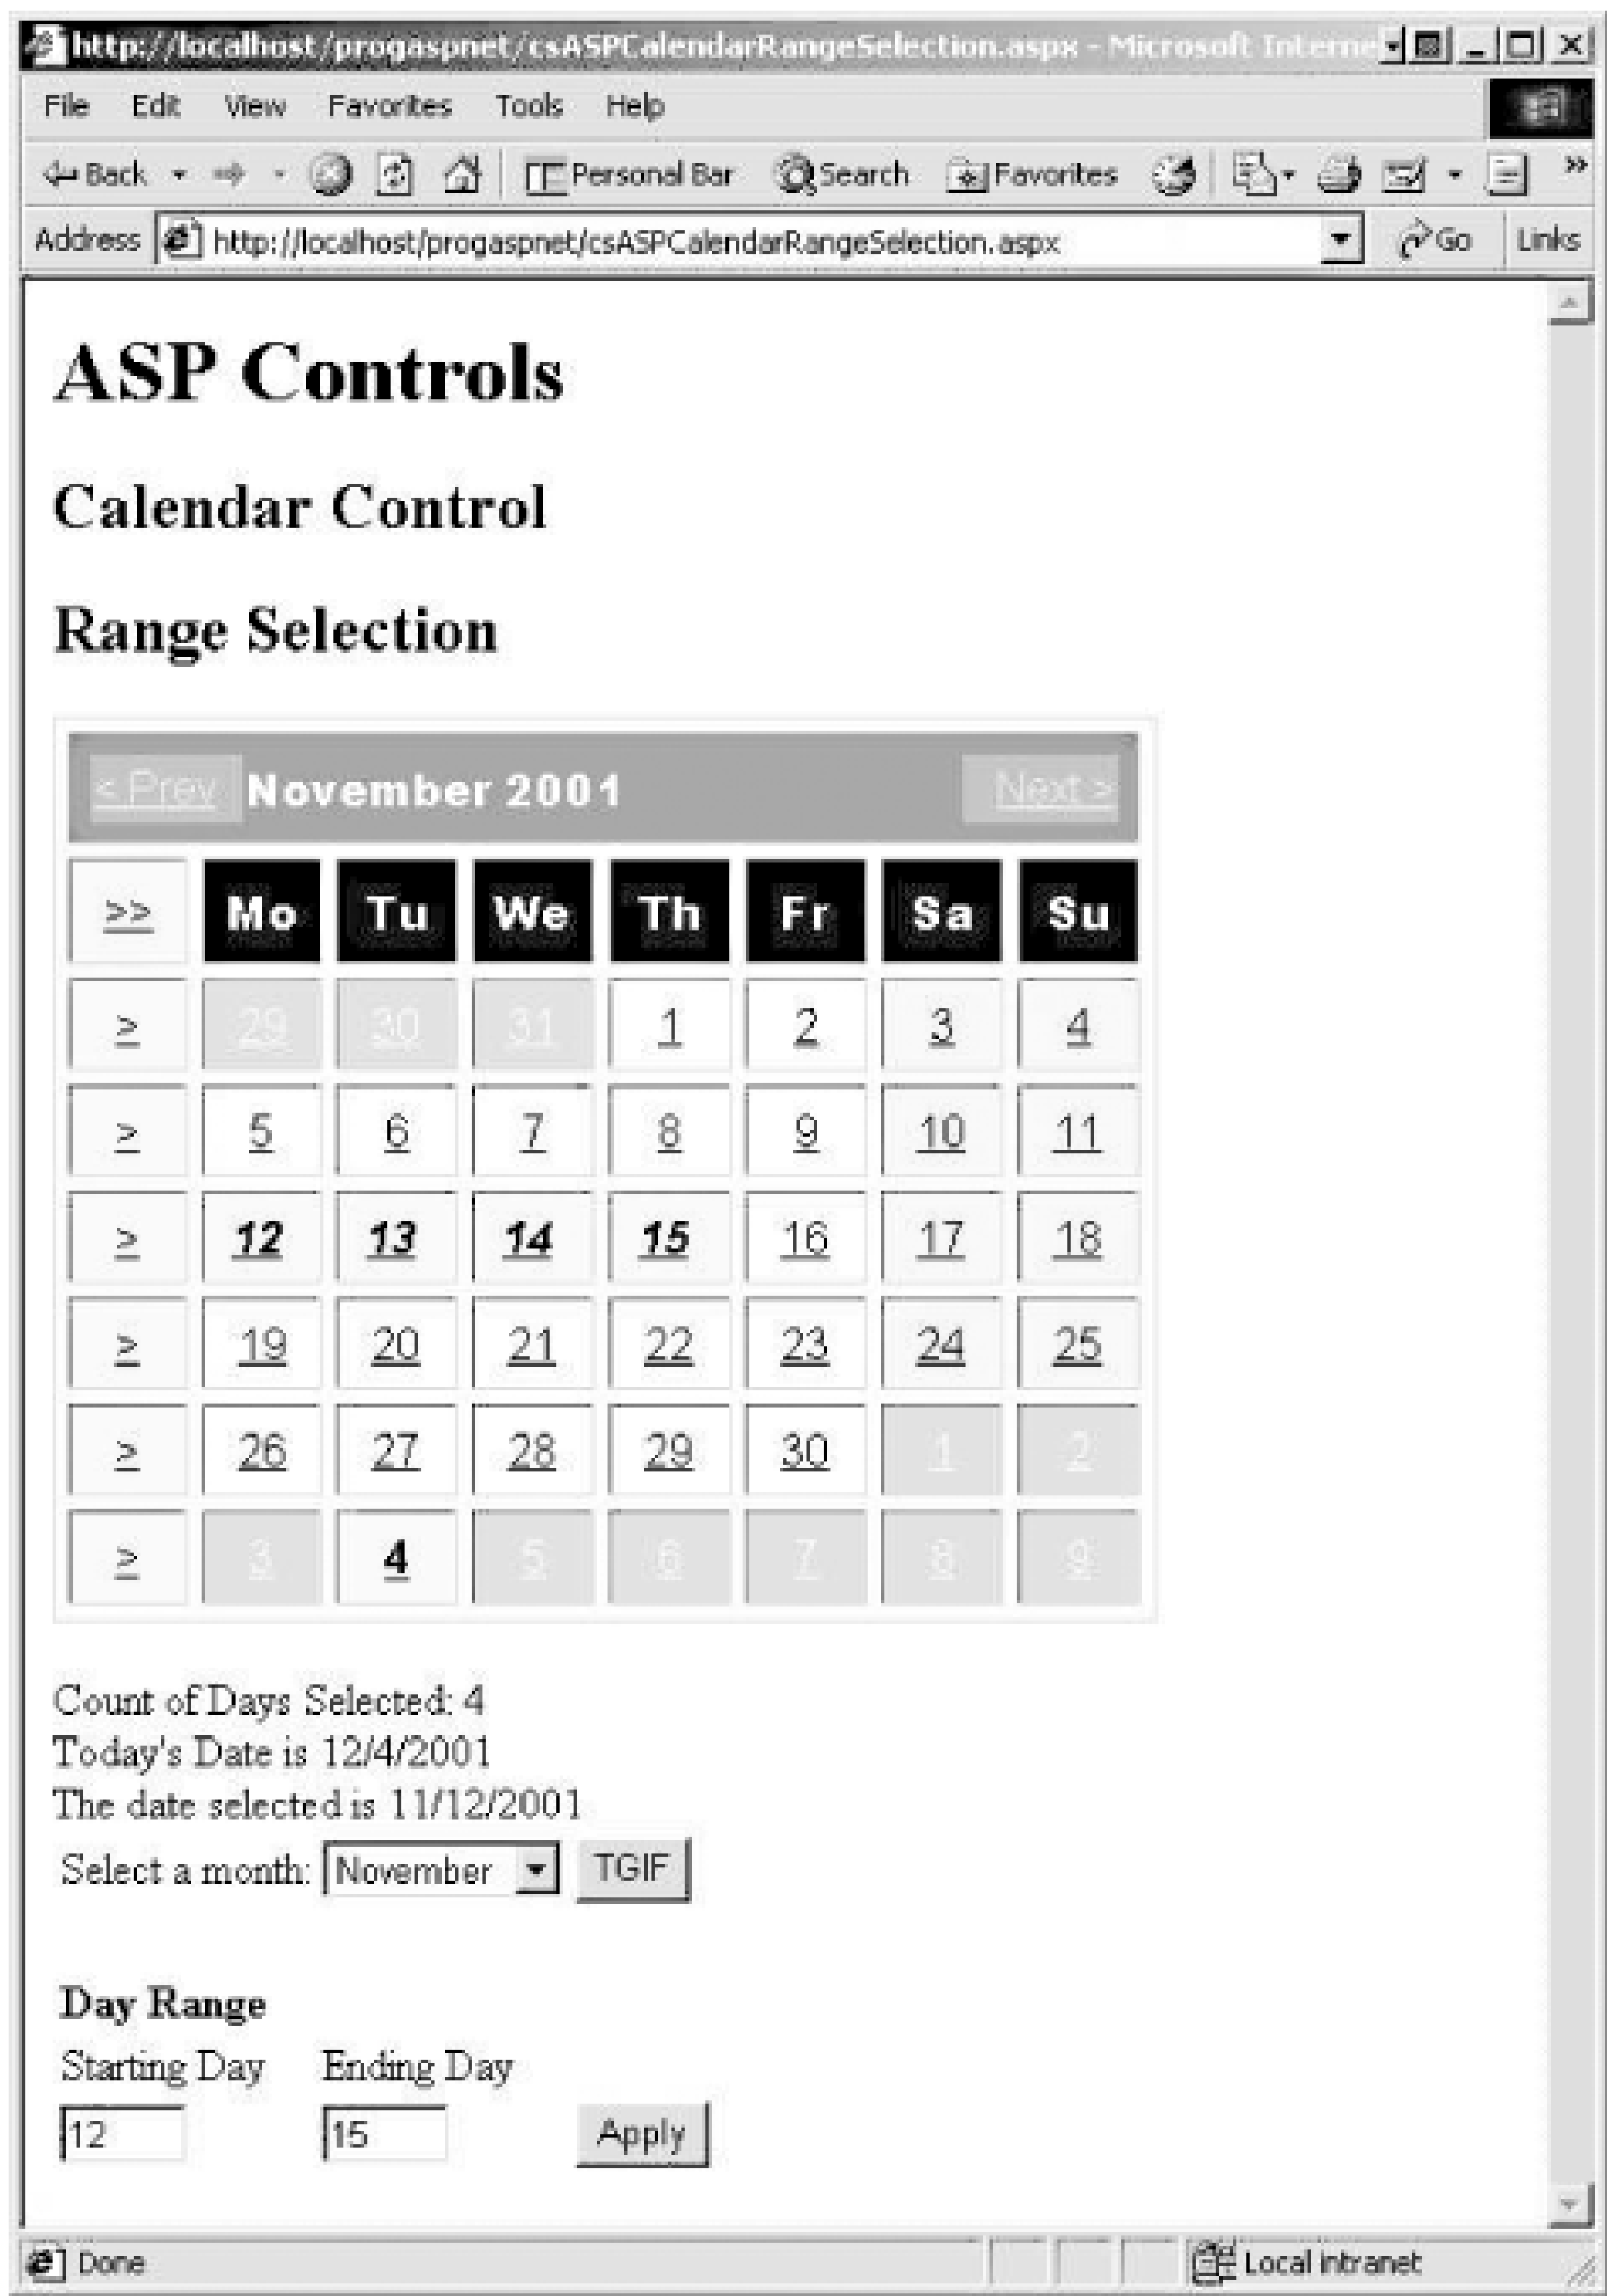 http://localhost/progaspnet/csASPCalendarRangeSelection.aspx - Microsoft Interne
File Edit View Favorites Tools Help
Back Personal Bar Search Favorites »
Address http://localhost/progaspnet/csASPCalendarRangeSelection.aspx Go Links
ASP Controls
Calendar Control
Range Selection
< Prev November 2001 Next >
>> Mo Tu We Th Fr Sa Su
> 29 30 31 1 2 3 4
> 5 6 7 8 9 10 11
> 12 13 14 15 16 17 18
> 19 20 21 22 23 24 25
> 26 27 28 29 30 1 2
> 3 4 5 6 7 8 9
Count of Days Selected: 4
Today's Date is 12/4/2001
The date selected is 11/12/2001
Select a month: November TGIF
Day Range
Starting Day Ending Day
12 15 Apply
Done Local intranet